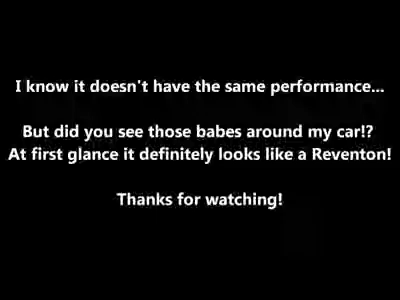 I know it doesn't have the same performance...
But did you see those babes around my car!?
At first glance it definitely looks like a Reventon!
Thanks for watching!